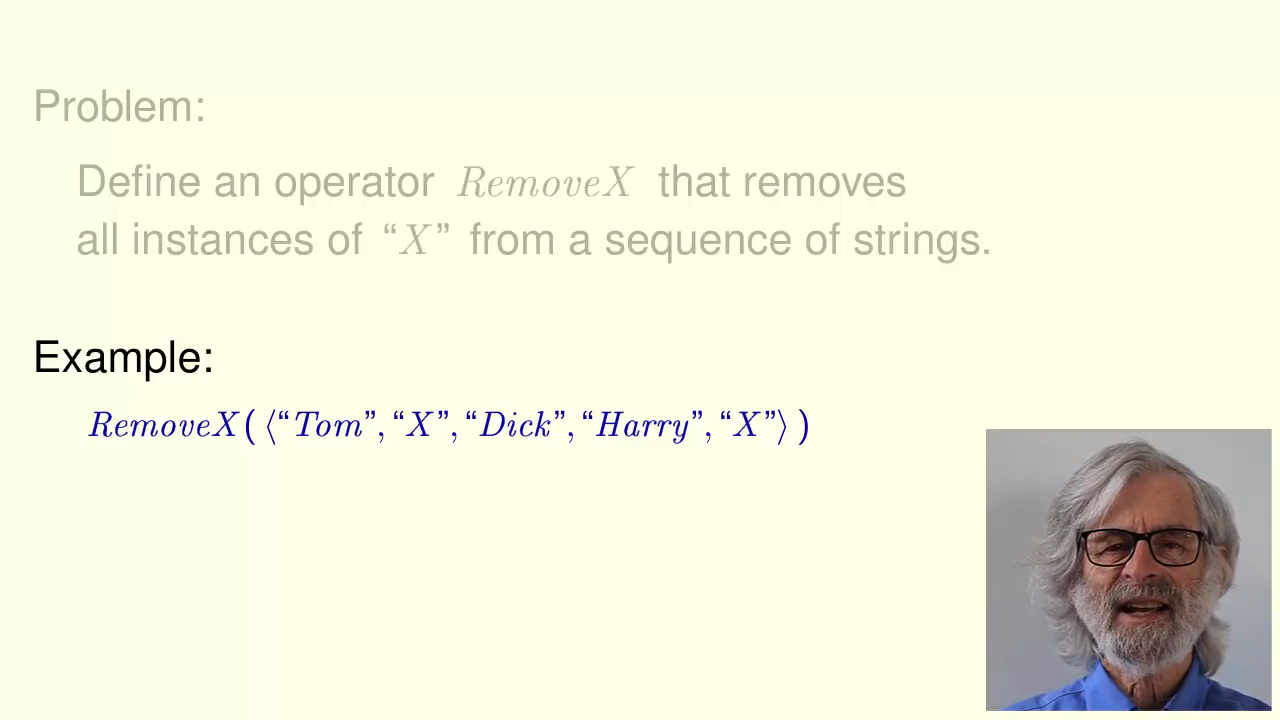 Problem:
Define an operator RemoveX that removes
all instances of “X” from a sequence of strings.
Example:
RemoveX( ⟨“Tom”, “X”, “Dick”, “Harry”, “X”⟩ )